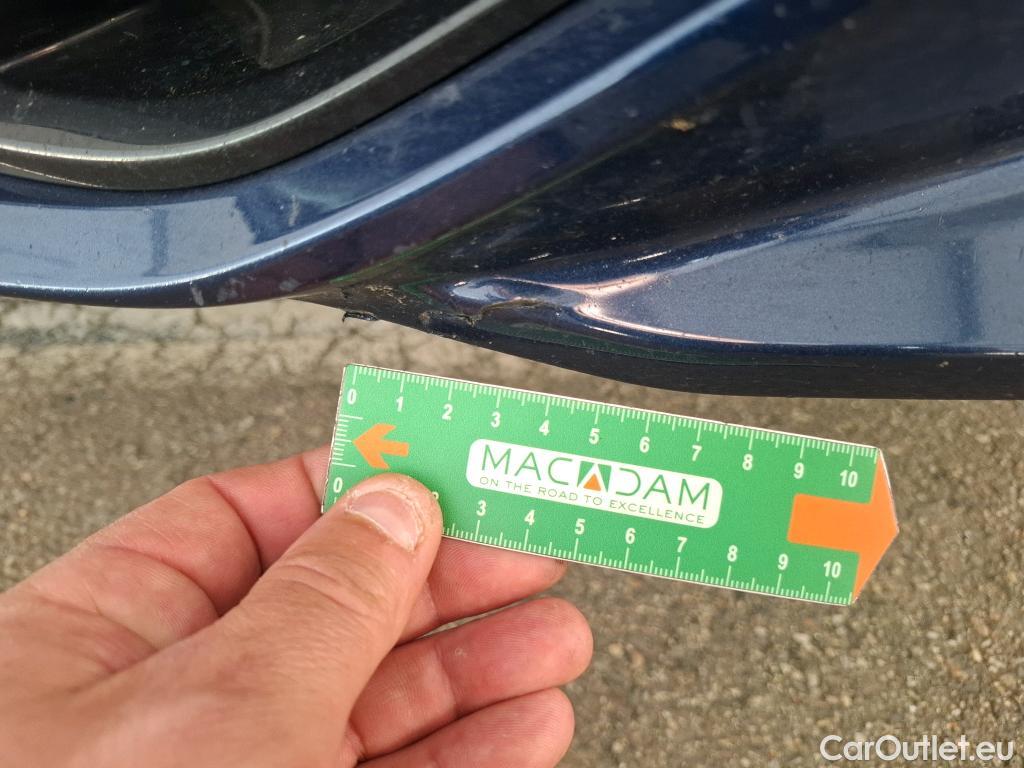 0 1 2 3 4 5 6 7 8 9 10
MACADAM
ON THE ROAD TO EXCELLENCE
0 3 4 5 6 7 8 9 10
CarOutlet.eu